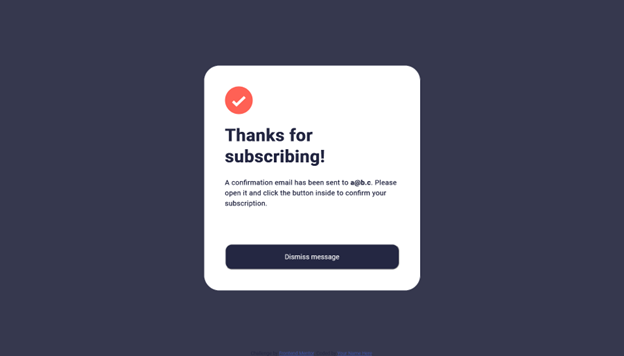 Thanks for
subscribing!
A confirmation email has been sent to a@b.c. Please
open it and click the button inside to confirm your
subscription.
Dismiss message